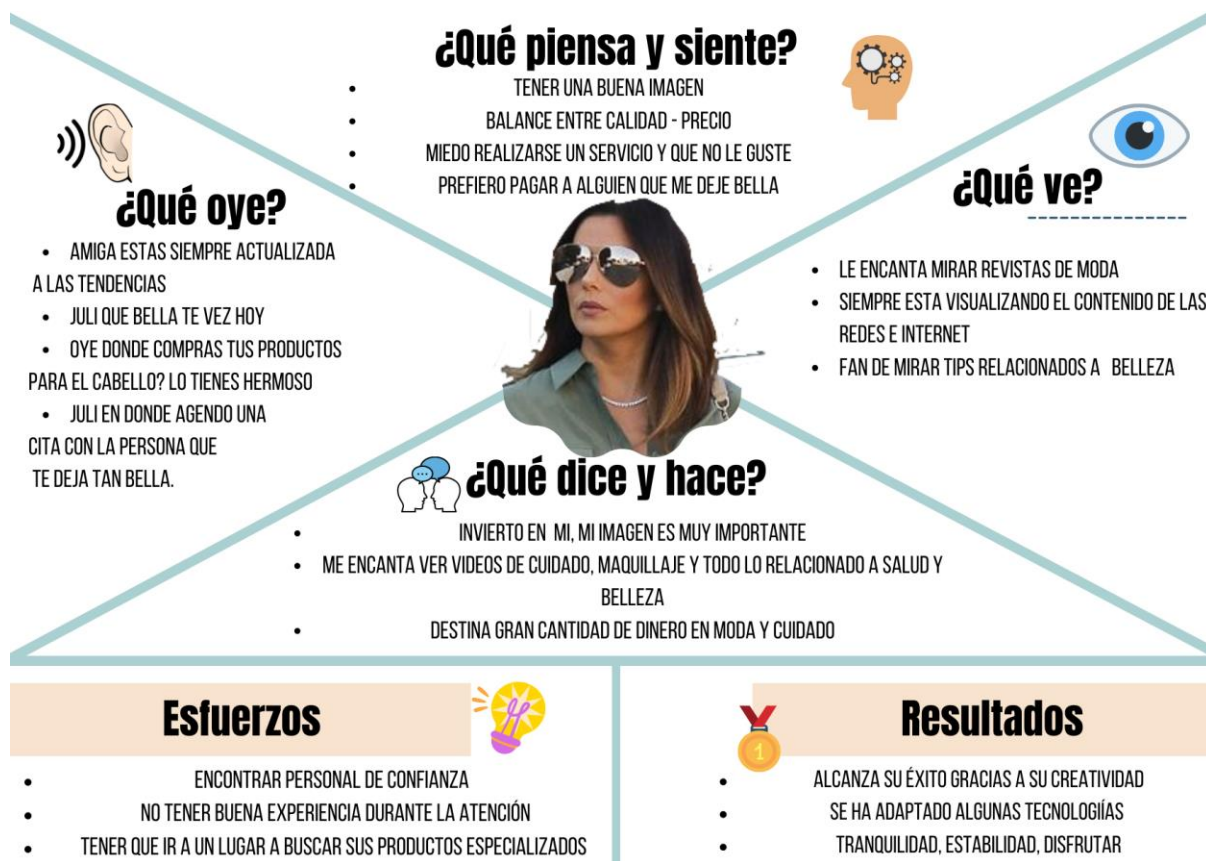 ¿Qué piensa y siente?
• TENER UNA BUENA IMAGEN
• BALANCE ENTRE CALIDAD - PRECIO
• MIEDO REALIZARSE UN SERVICIO Y QUE NO LE GUSTE
• PREFIERO PAGAR A ALGUIEN QUE ME DEJE BELLA
¿Qué oye?
• AMIGA ESTAS SIEMPRE ACTUALIZADA
A LAS TENDENCIAS
• JULI QUE BELLA TE VEZ HOY
• OYE DONDE COMPRAS TUS PRODUCTOS
PARA EL CABELLO? LO TIENES HERMOSO
• JULI EN DONDE AGENDO UNA
CITA CON LA PERSONA QUE
TE DEJA TAN BELLA.
¿Qué ve?
• LE ENCANTA MIRAR REVISTAS DE MODA
• SIEMPRE ESTA VISUALIZANDO EL CONTENIDO DE LAS
REDES E INTERNET
• FAN DE MIRAR TIPS RELACIONADOS A BELLEZA
¿Qué dice y hace?
• INVIERTO EN MI, MI IMAGEN ES MUY IMPORTANTE
• ME ENCANTA VER VIDEOS DE CUIDADO, MAQUILLAJE Y TODO LO RELACIONADO A SALUD Y
BELLEZA
• DESTINA GRAN CANTIDAD DE DINERO EN MODA Y CUIDADO
Esfuerzos
• ENCONTRAR PERSONAL DE CONFIANZA
• NO TENER BUENA EXPERIENCIA DURANTE LA ATENCIÓN
• TENER QUE IR A UN LUGAR A BUSCAR SUS PRODUCTOS ESPECIALIZADOS
1
Resultados
• ALCANZA SU ÉXITO GRACIAS A SU CREATIVIDAD
• SE HA ADAPTADO ALGUNAS TECNOLOGIÍAS
• TRANQUILIDAD, ESTABILIDAD, DISFRUTAR